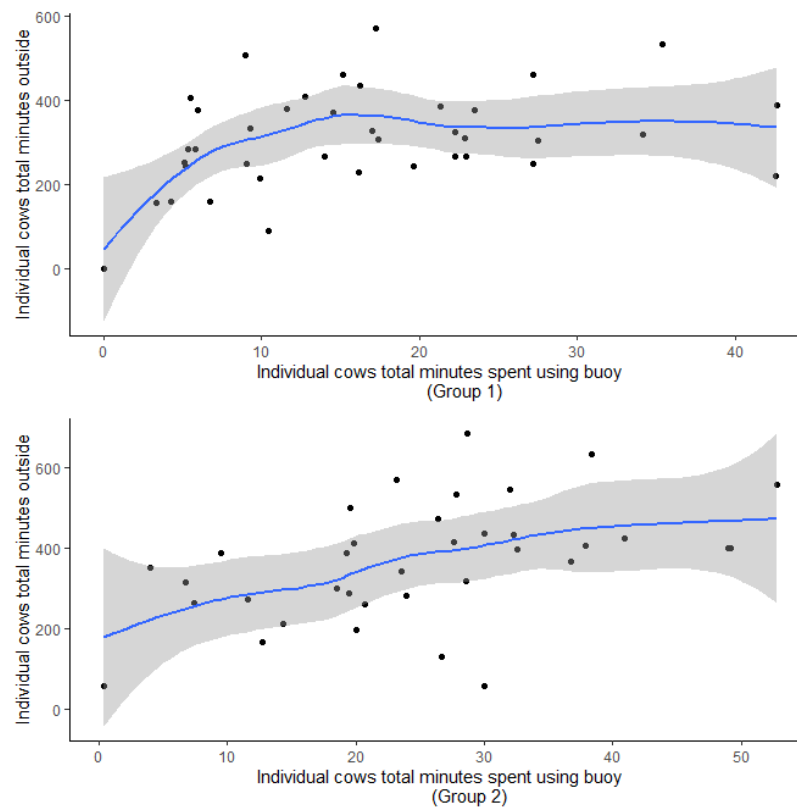 Individual cows total minutes outside
600
400
200
0
0 10 20 30 40
Individual cows total minutes spent using buoy
(Group 1)
Individual cows total minutes outside
600
400
200
0
0 10 20 30 40 50
Individual cows total minutes spent using buoy
(Group 2)